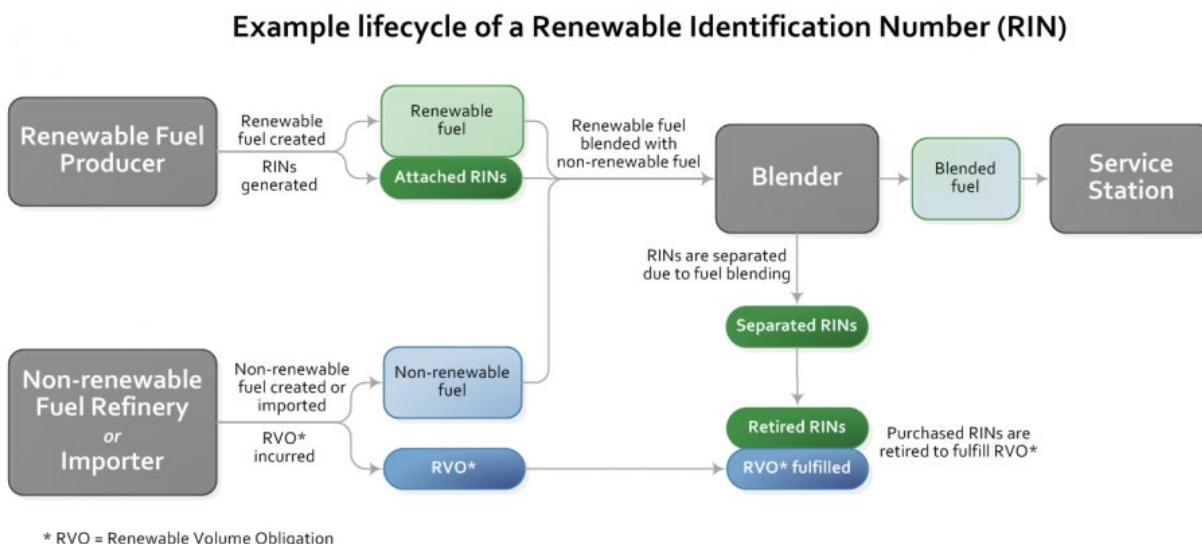 Example lifecycle of a Renewable Identification Number (RIN)
Renewable Fuel
Producer
Renewable
fuel created
RINs
generated
Renewable
fuel
Attached RINs
Renewable fuel
blended with
non-renewable fuel
Blender
Blended
fuel
Service
Station
RINs are separated
due to fuel blending
Separated RINs
Non-renewable
Fuel Refinery
or
Importer
Non-renewable
fuel created or
imported
RVO*
incurred
Non-renewable
fuel
RVO*
Retired RINs
RVO* fulfilled
Purchased RINs are
retired to fulfill RVO*
* RVO = Renewable Volume Obligation